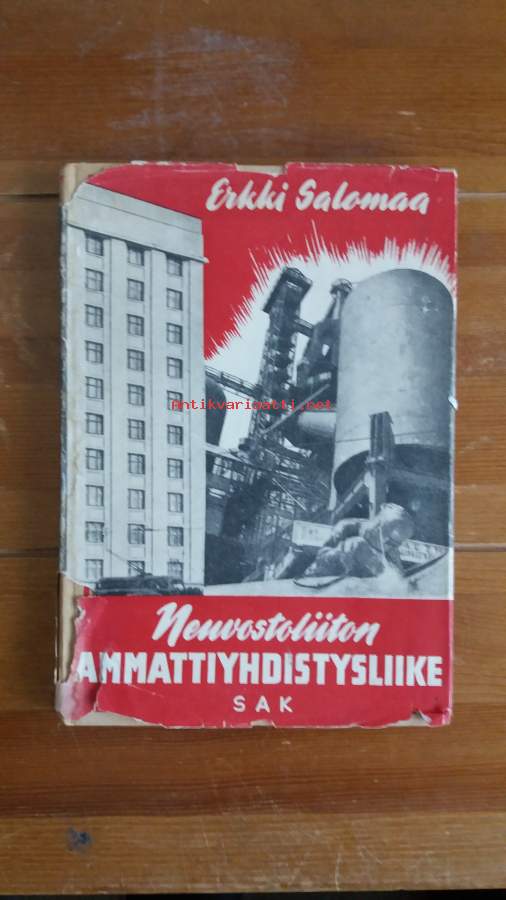 Erkki Salomaa
Antikvariaatti.net
Neuvostoliiton
AMMATTIYHDISTYSLIIKE
SAK